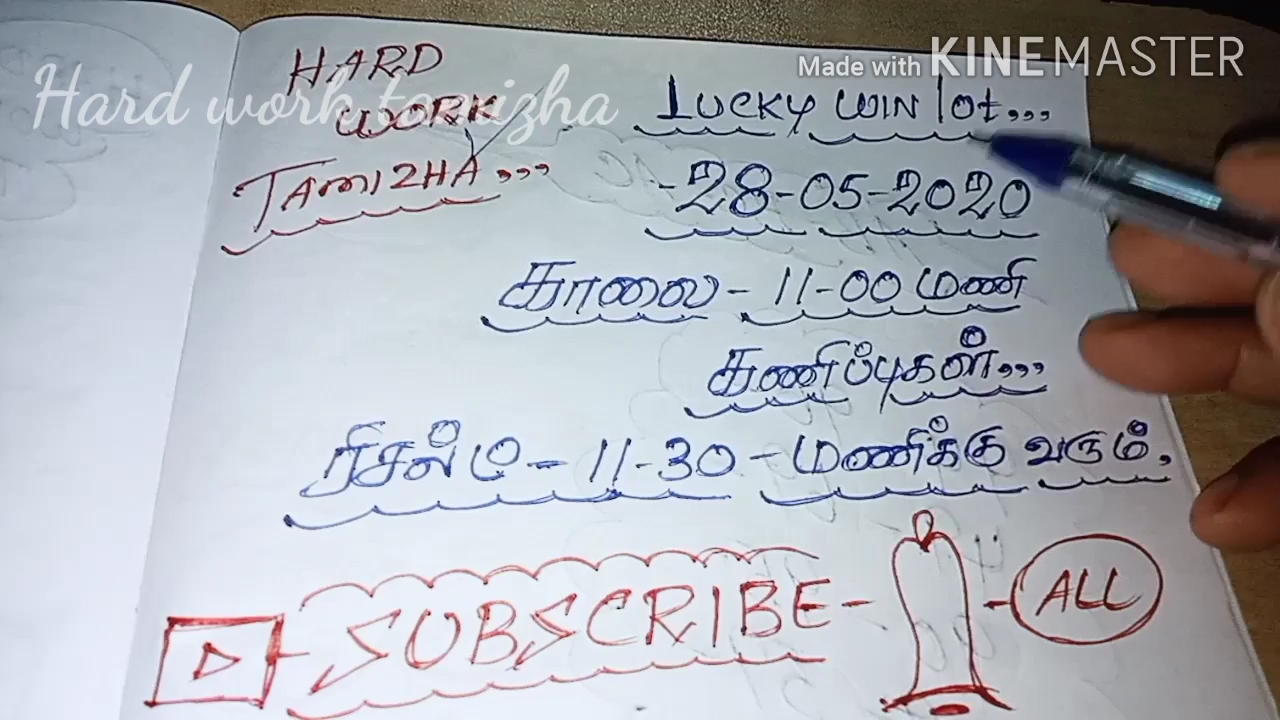 Made with KINEMASTER
Hard work tamizha
HARD
WORK
TAMIZHA,,,
Lucky WIN lot,,,
-28-05-2020
காலை - 11-00 மணி
கணிப்புகள்,,,
ரிசல்ட் - 11-30 - மணிக்கு வரும்.
SUBSCRIBE - - ALL